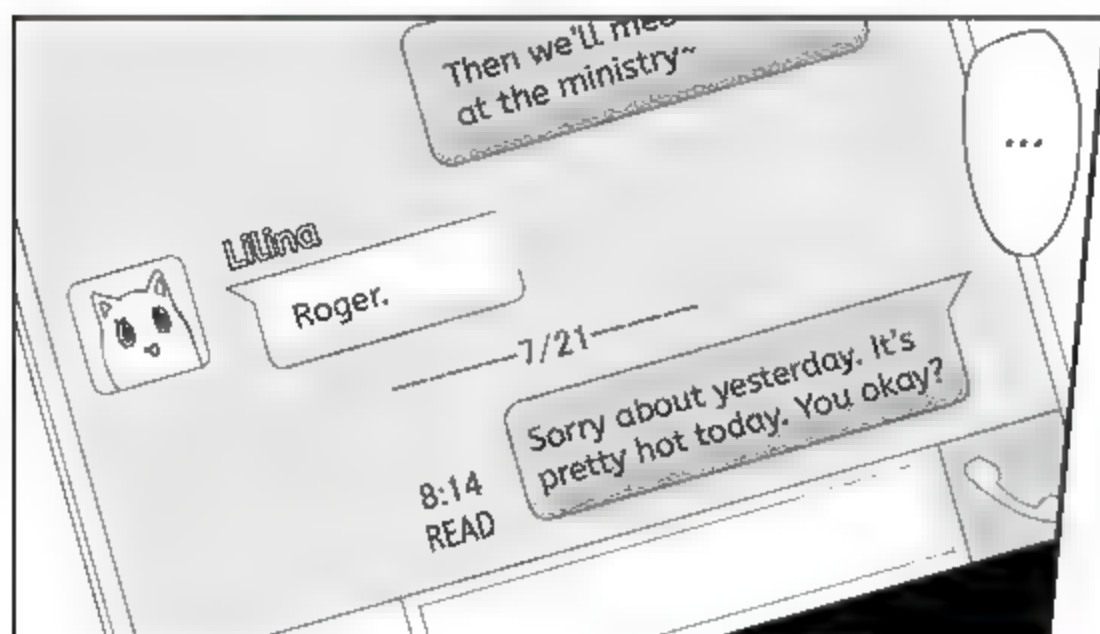 Then we'll
at the ministry~
...
Lilina
Roger.
7/21
Sorry about yesterday. It's
pretty hot today. You okay?
8:14
READ